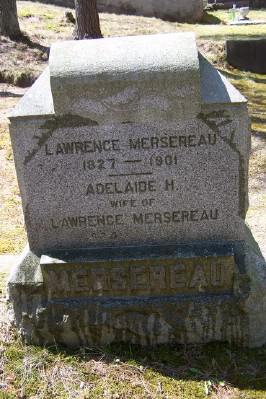 LAWRENCE MERSEREAU
1827 — 1901
ADELAIDE H.
WIFE OF
LAWRENCE MERSEREAU
MERSEREAU